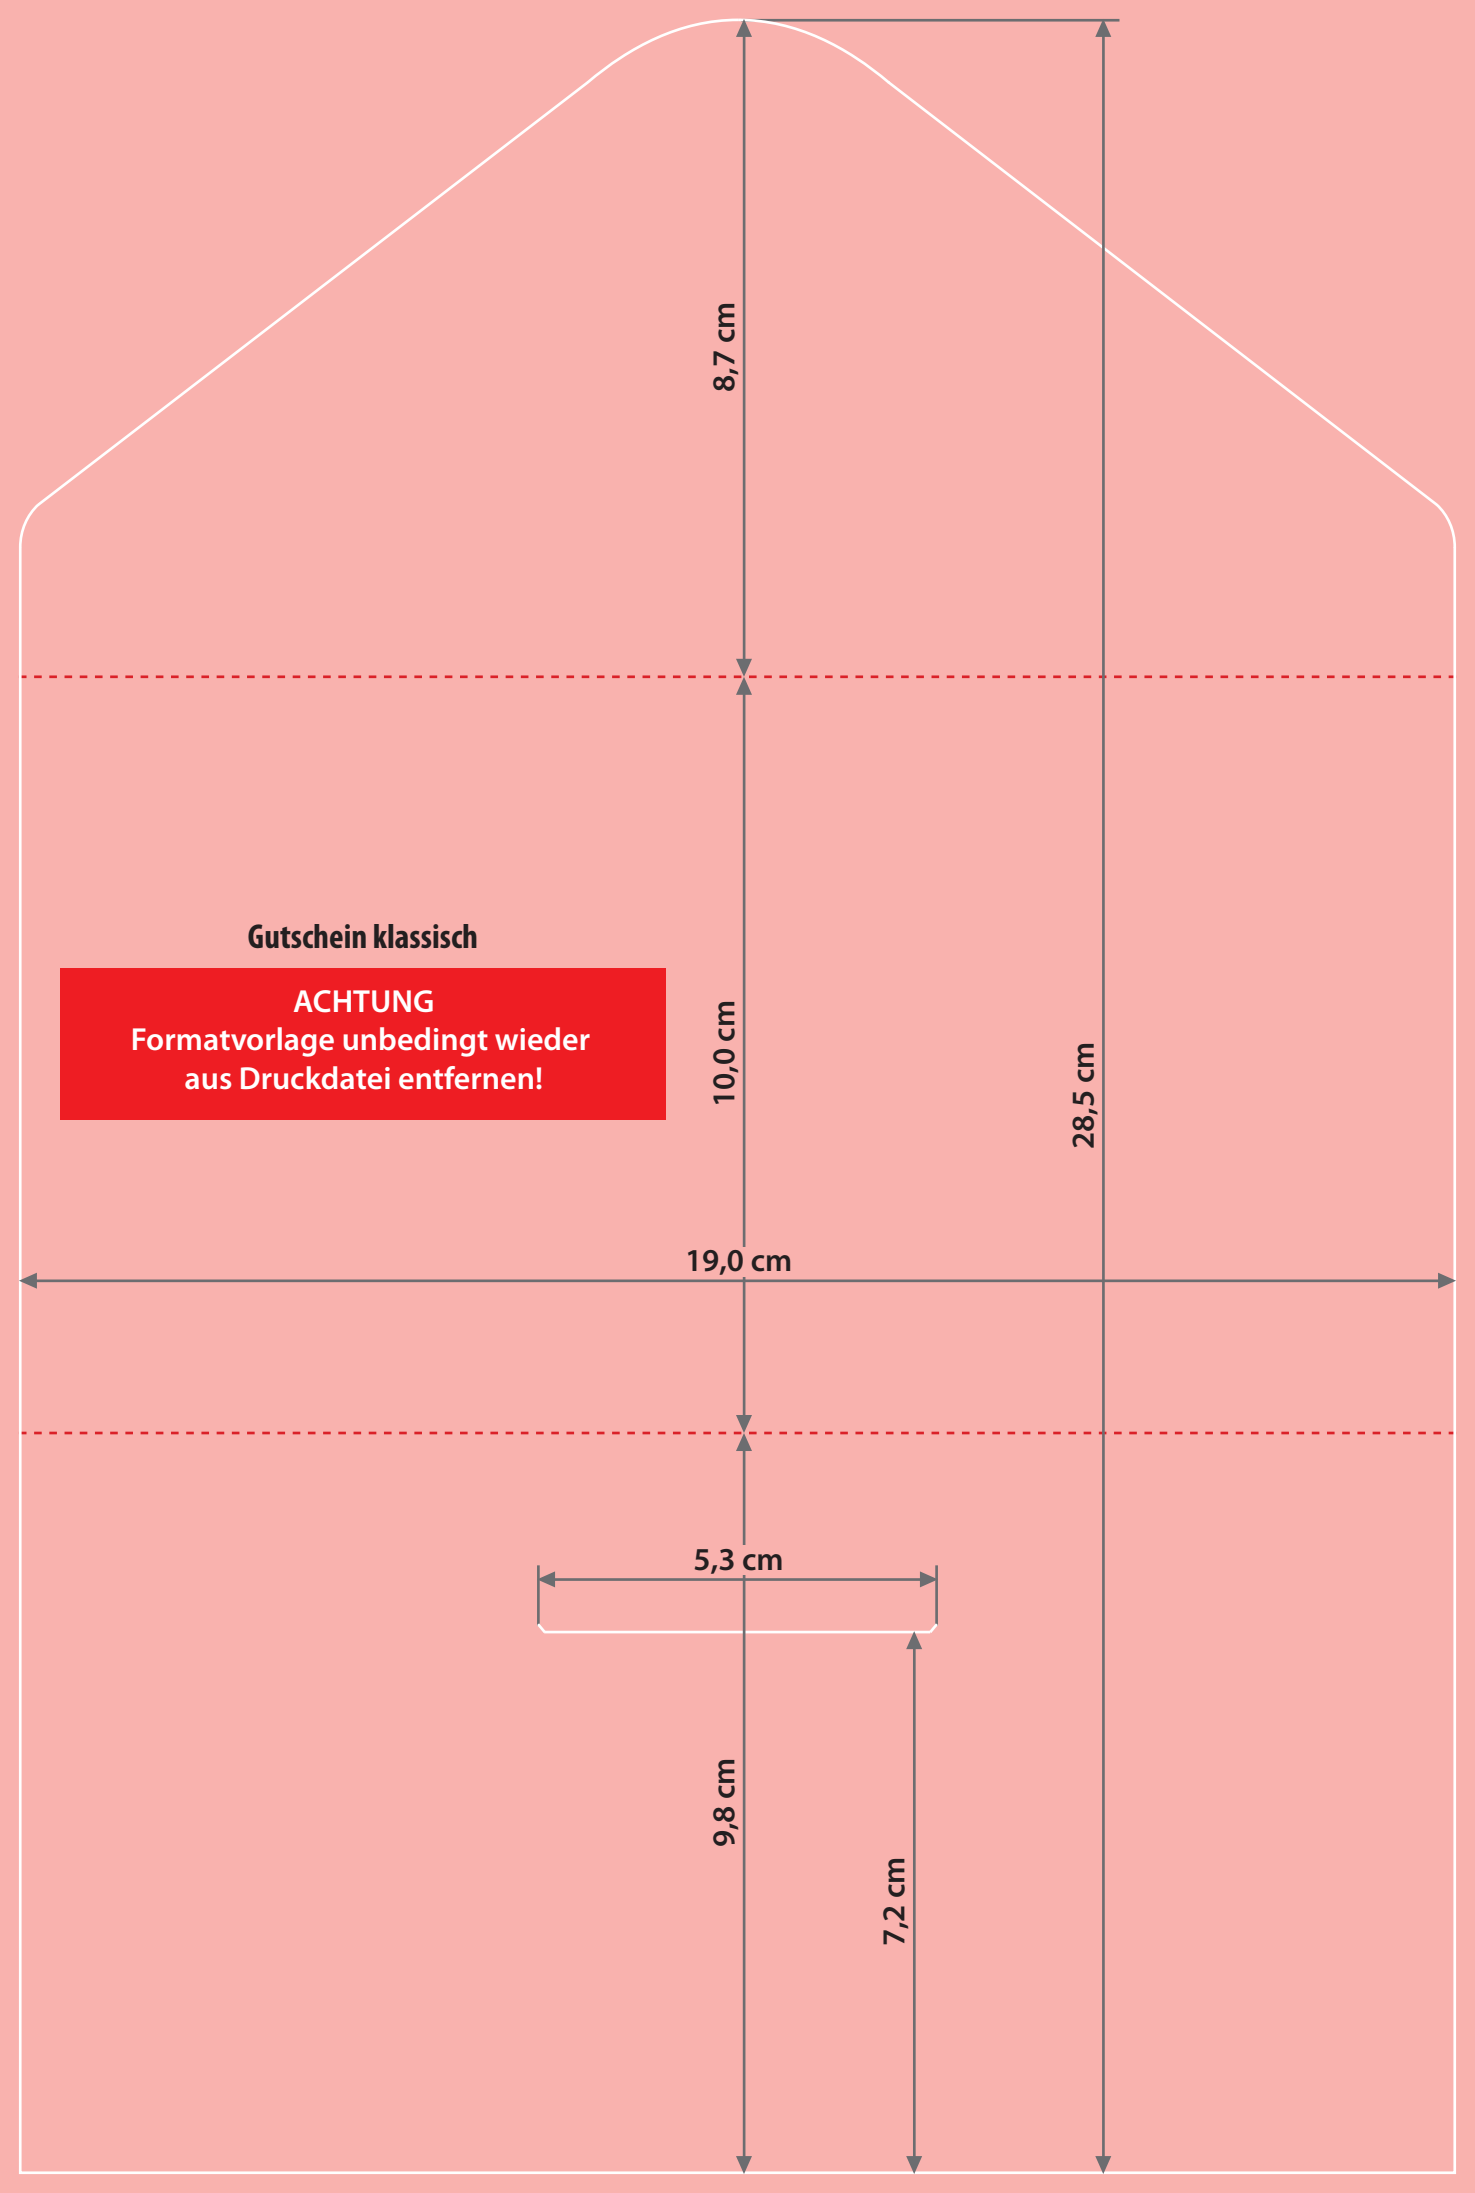 8,7 cm
Gutschein klassisch
ACHTUNG
Formatvorlage unbedingt wieder
aus Druckdatei entfernen!
10,0 cm
28,5 cm
19,0 cm
5,3 cm
9,8 cm
7,2 cm